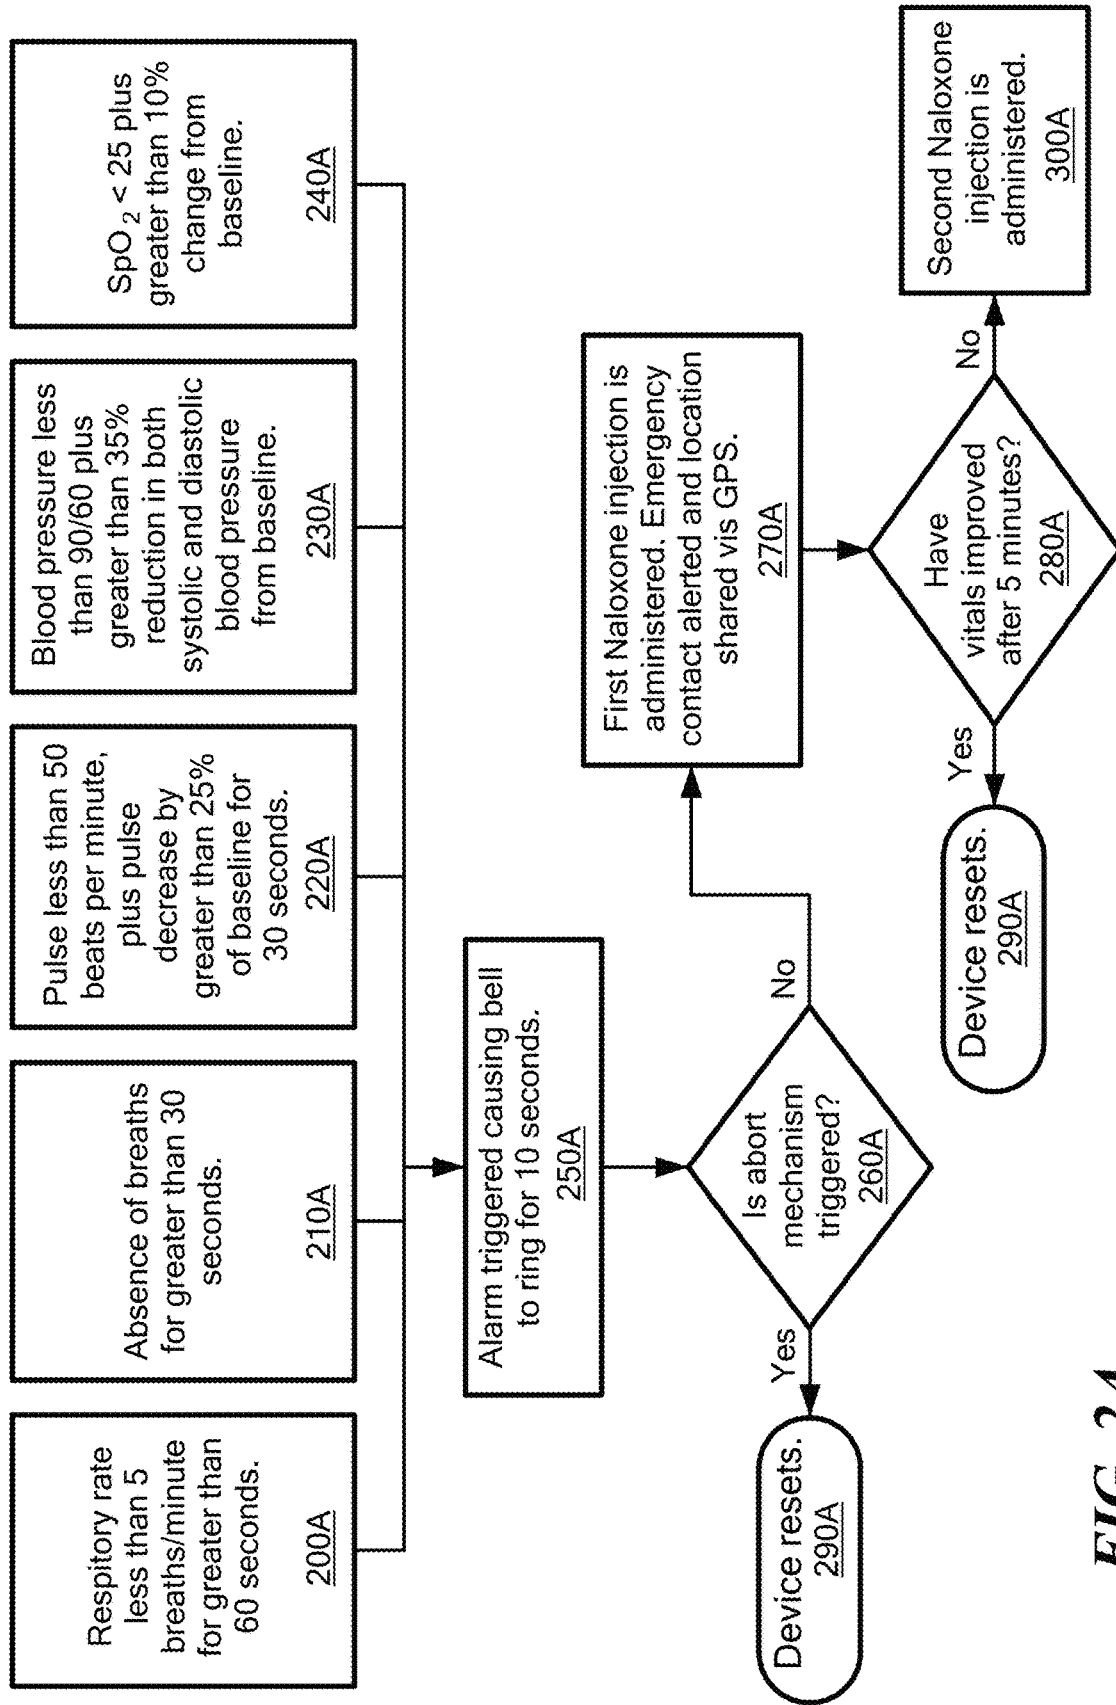 Respitory rate
less than 5
breaths/minute
for greater than
60 seconds.
200A
Absence of breaths
for greater than 30
seconds.
210A
Pulse less than 50
beats per minute,
plus pulse
decrease by
greater than 25%
of baseline for
30 seconds.
220A
Blood pressure less
than 90/60 plus
greater than 35%
reduction in both
systolic and diastolic
blood pressure
from baseline.
230A
SpO₂ < 25 plus
greater than 10%
change from
baseline.
240A
Alarm triggered causing bell
to ring for 10 seconds.
250A
Is abort
mechanism
triggered?
260A
Yes
No
Device resets.
290A
First Naloxone injection is
administered. Emergency
contact alerted and location
shared vis GPS.
270A
Have
vitals improved
after 5 minutes?
280A
Yes
No
Device resets.
290A
Second Naloxone
injection is
administered.
300A
FIG. 2A